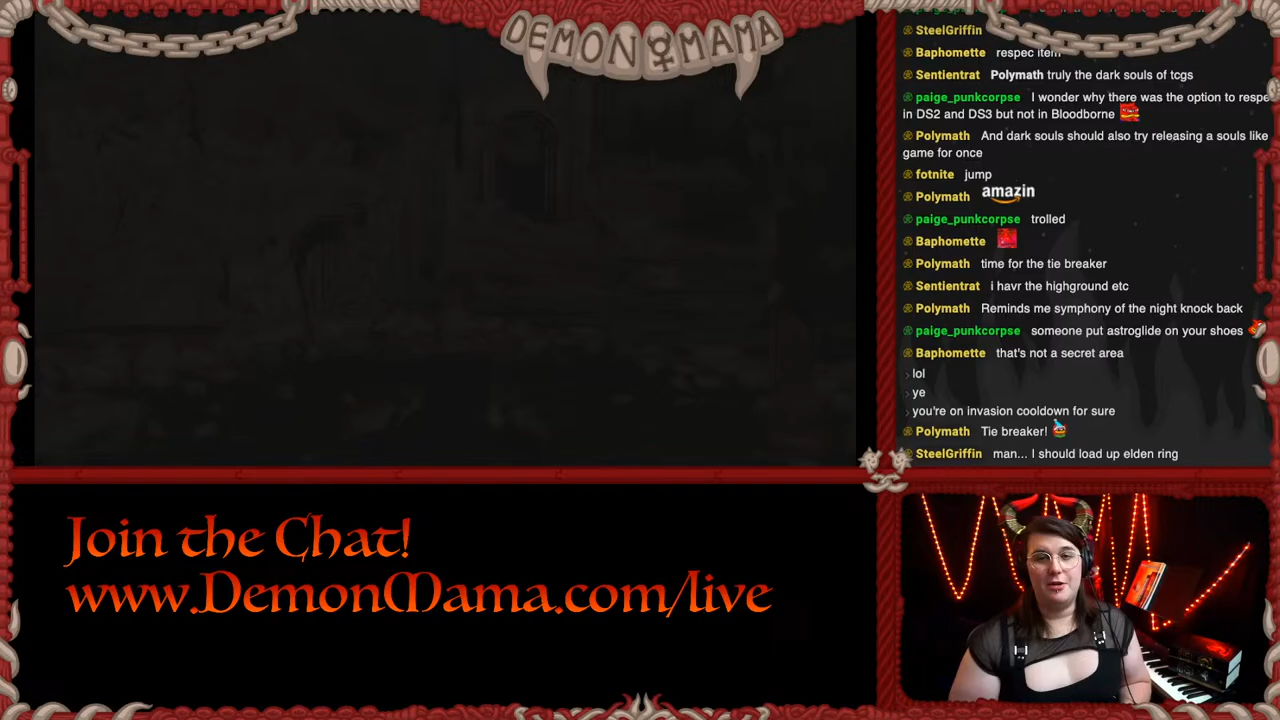 DEMON MAMA
SteelGriffin
Baphomette respec item
Sentientrat Polymath truly the dark souls of tcgs
paige_punkcorpse I wonder why there was the option to respe
in DS2 and DS3 but not in Bloodborne
Polymath And dark souls should also try releasing a souls like
game for once
fotnite jump
Polymath amazin
paige_punkcorpse trolled
Baphomette
Polymath time for the tie breaker
Sentientrat i havr the highground etc
Polymath Reminds me symphony of the night knock back
paige_punkcorpse someone put astroglide on your shoes
Baphomette that's not a secret area
lol
ye
you're on invasion cooldown for sure
Polymath Tie breaker!
SteelGriffin man... I should load up elden ring
Join the Chat!
www.DemonMama.com/live